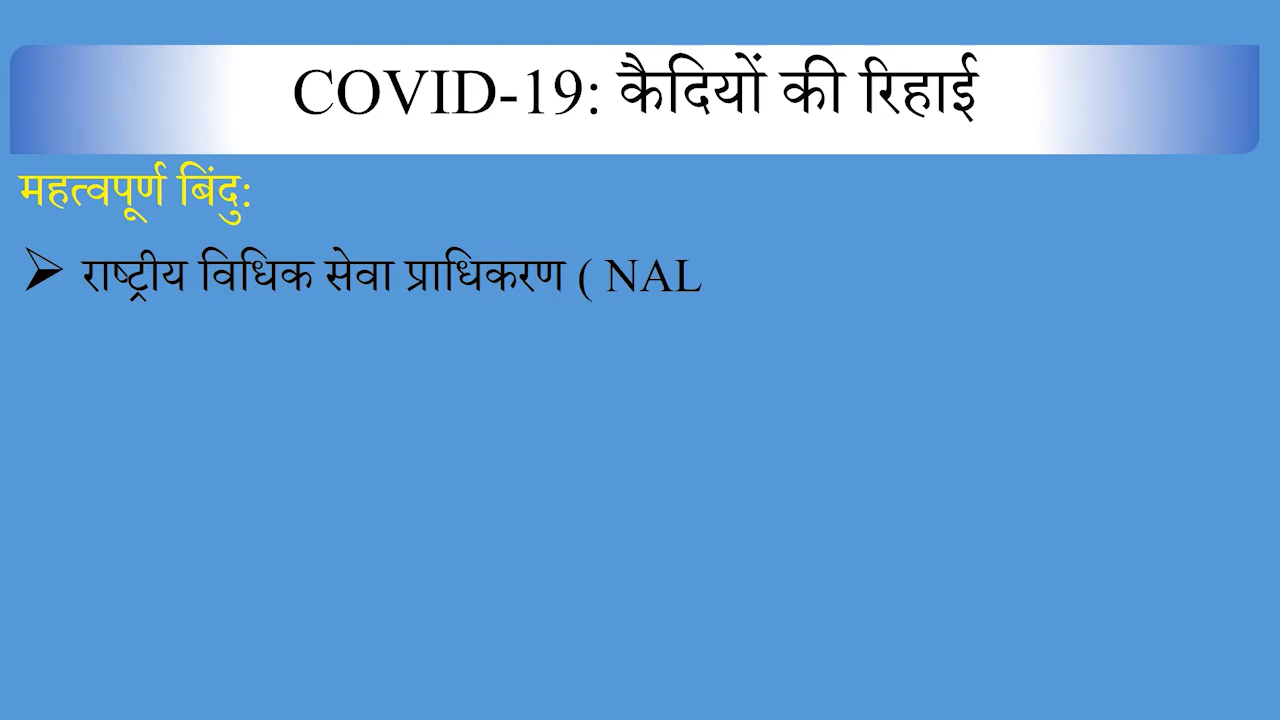 COVID-19: कैदियों की रिहाई
महत्वपूर्ण बिंदु:
➢ राष्ट्रीय विधिक सेवा प्राधिकरण ( NAL